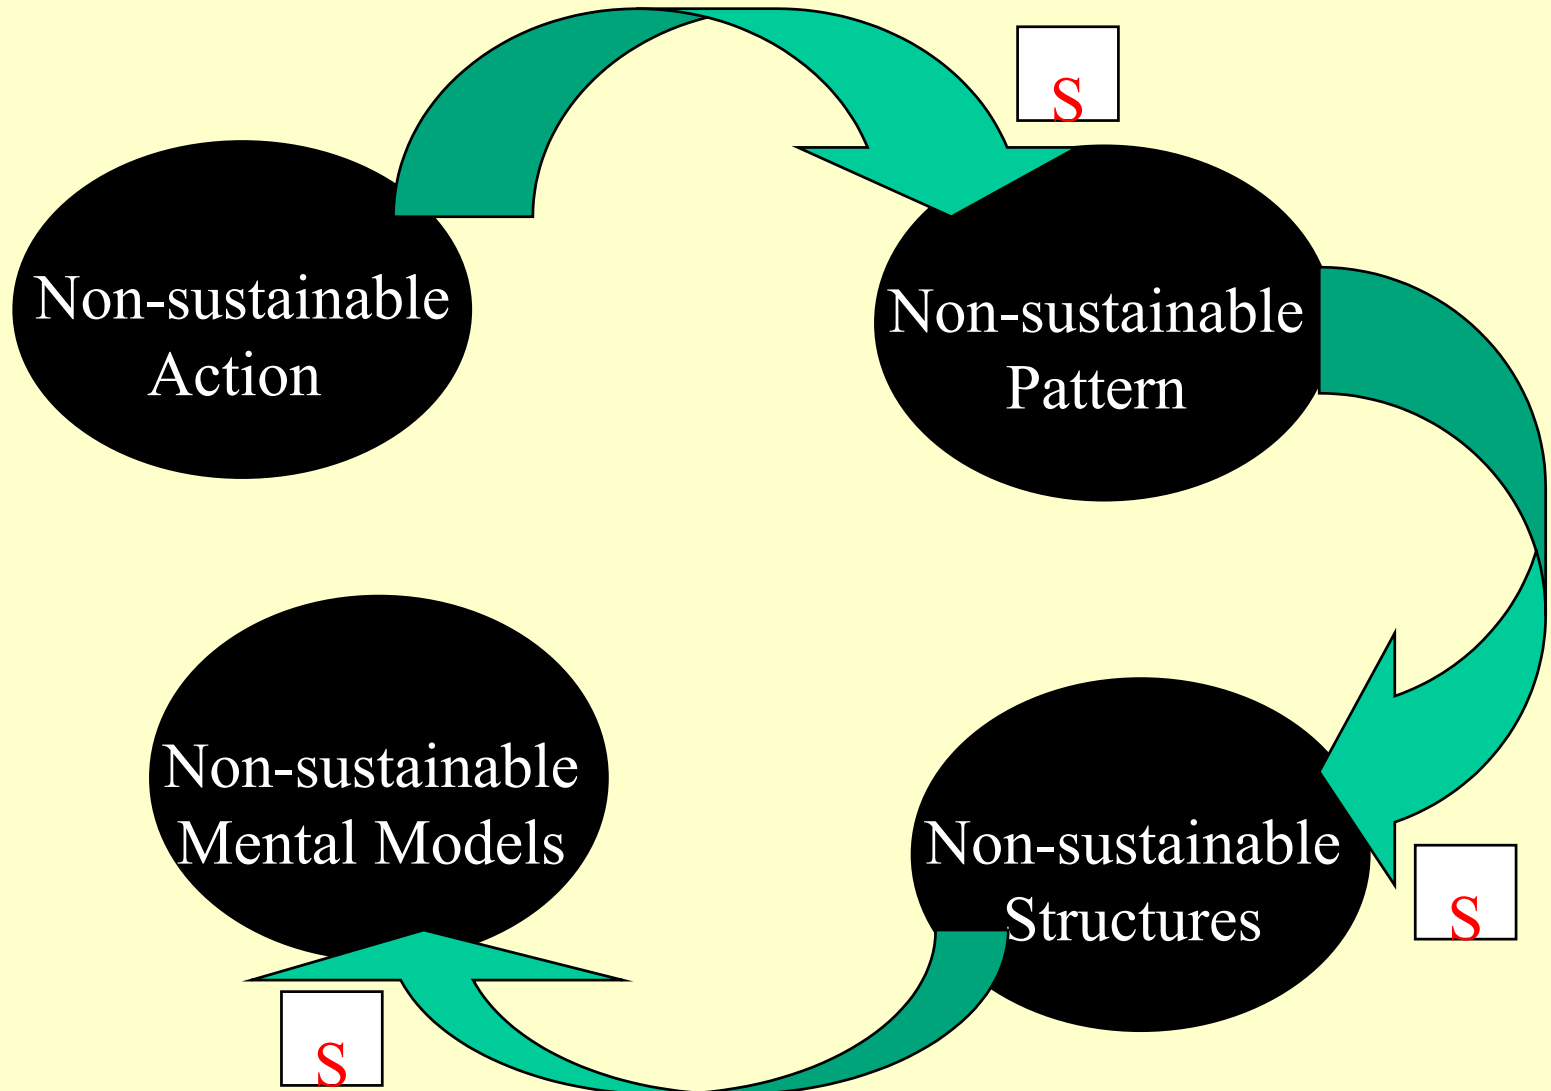 S
Non-sustainable
Action
Non-sustainable
Pattern
Non-sustainable
Mental Models
Non-sustainable
Structures
S
S